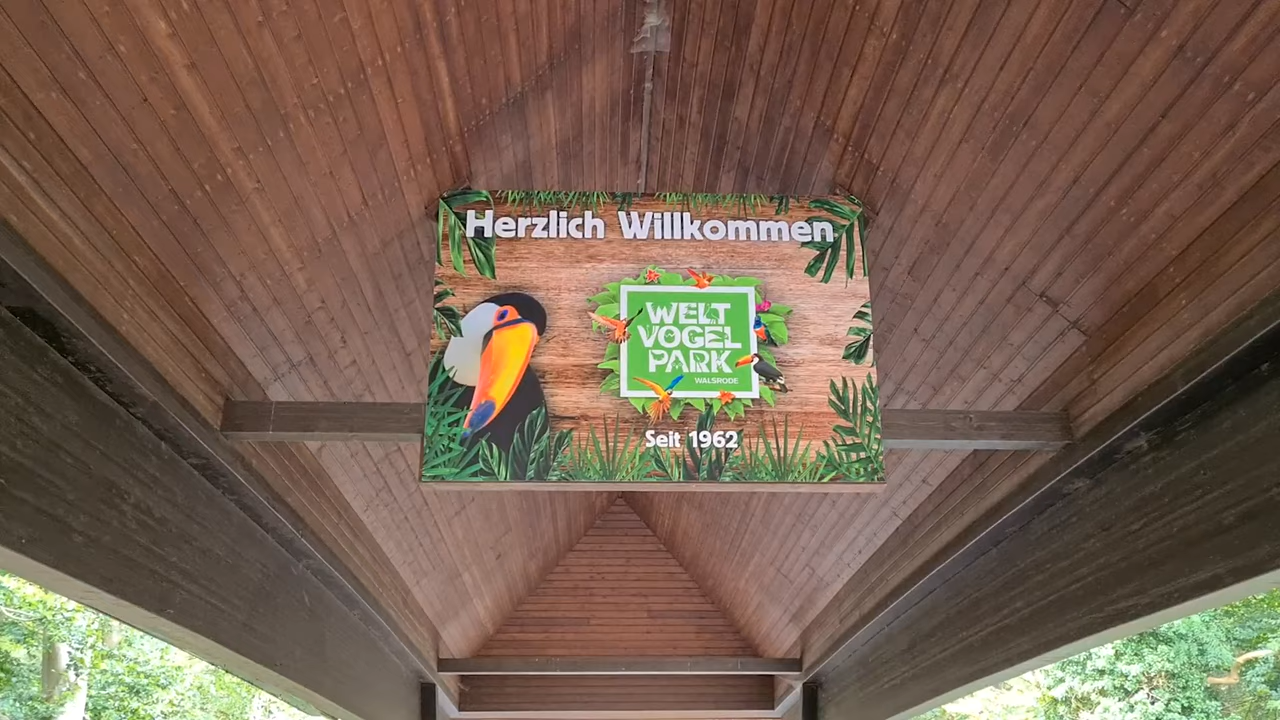 Herzlich Willkommen
WELT
VOGEL
PARK
WALSRODE
Seit 1962